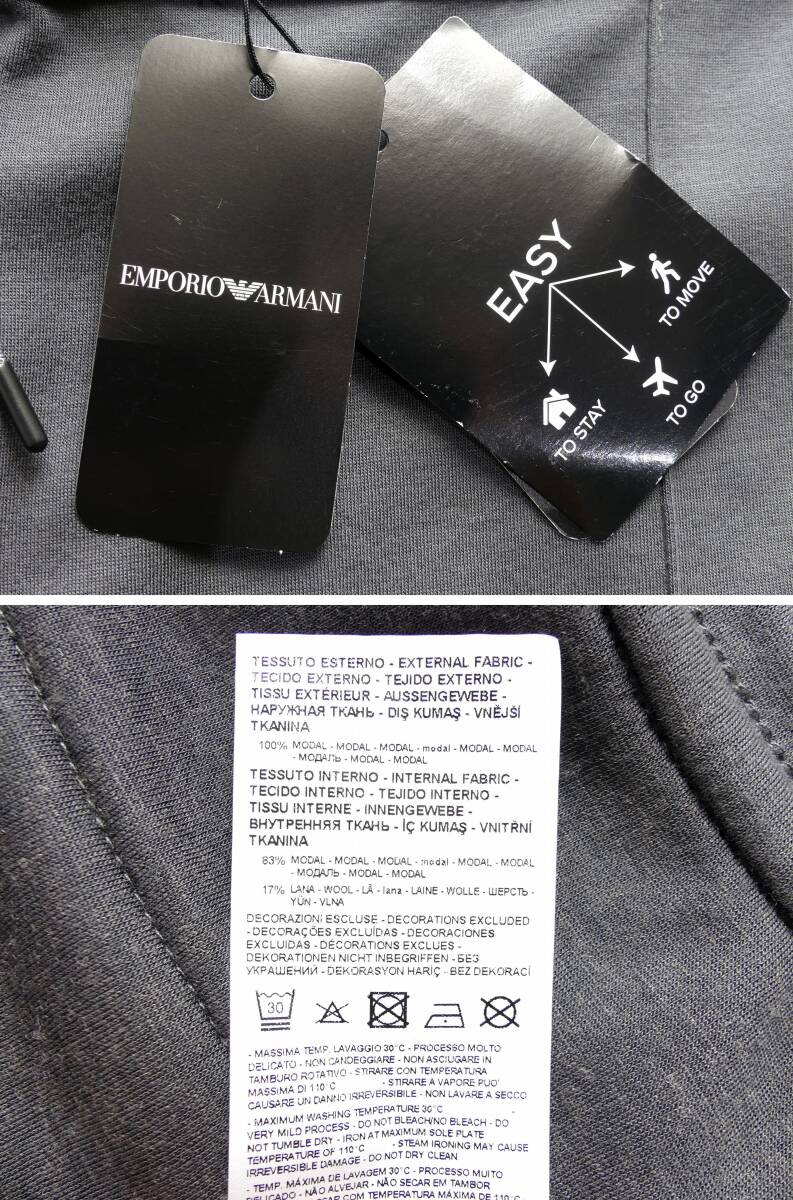 EMPORIO ARMANI
EASY
TO MOVE
TO GO
TO STAY
TESSUTO ESTERNO - EXTERNAL FABRIC -
TECIDO EXTERNO - TEJIDO EXTERNO -
TISSU EXTÉRIEUR - AUSSENGEWEBE -
НАРУЖНАЯ ТКАНЬ - DIŞ KUMAŞ - VNĚJŠÍ
TKANINA
100% MODAL - MODAL - MODAL - modal - MODAL - MODAL
- МОДАЛЬ - MODAL - MODAL
TESSUTO INTERNO - INTERNAL FABRIC -
TECIDO INTERNO - TEJIDO INTERNO -
TISSU INTERNE - INNENGEWEBE -
ВНУТРЕННЯЯ ТКАНЬ - İÇ KUMAŞ - VNITŘNÍ
TKANINA
83% MODAL - MODAL - MODAL - modal - MODAL - MODAL
- МОДАЛЬ - MODAL - MODAL
17% LANA - WOOL - LÃ - lana - LAINE - WOLLE - ШЕРСТЬ -
YÜN - VLNA
DECORAZIONI ESCLUSE - DECORATIONS EXCLUDED
- DECORAÇÕES EXCLUÍDAS - DECORACIONES
EXCLUIDAS - DÉCORATIONS EXCLUES -
DEKORATIONEN NICHT INBEGRIFFEN - БЕЗ
УКРАШЕНИЙ - DEKORASYON HARİÇ - BEZ DEKORACÍ
30
- MASSIMA TEMP. LAVAGGIO 30°C - PROCESSO MOLTO
DELICATO - NON CANDEGGIARE - NON ASCIUGARE IN
TAMBURO ROTATIVO - STIRARE CON TEMPERATURA
MASSIMA DI 110°C - STIRARE A VAPORE PUO'
CAUSARE UN DANNO IRREVERSIBILE - NON LAVARE A SECCO
- MAXIMUM WASHING TEMPERATURE 30°C -
VERY MILD PROCESS - DO NOT BLEACH/NO BLEACH - DO
NOT TUMBLE DRY - IRON AT MAXIMUM SOLE PLATE
TEMPERATURE OF 110°C - STEAM IRONING MAY CAUSE
IRREVERSIBLE DAMAGE - DO NOT DRY CLEAN
- TEMP. MÁXIMA DE LAVAGEM 30°C - PROCESSO MUITO
DELICADO - NÃO ALVEJAR - NÃO SECAR EM TAMBOR
COM TEMPERATURA MÁXIMA DE 110°C